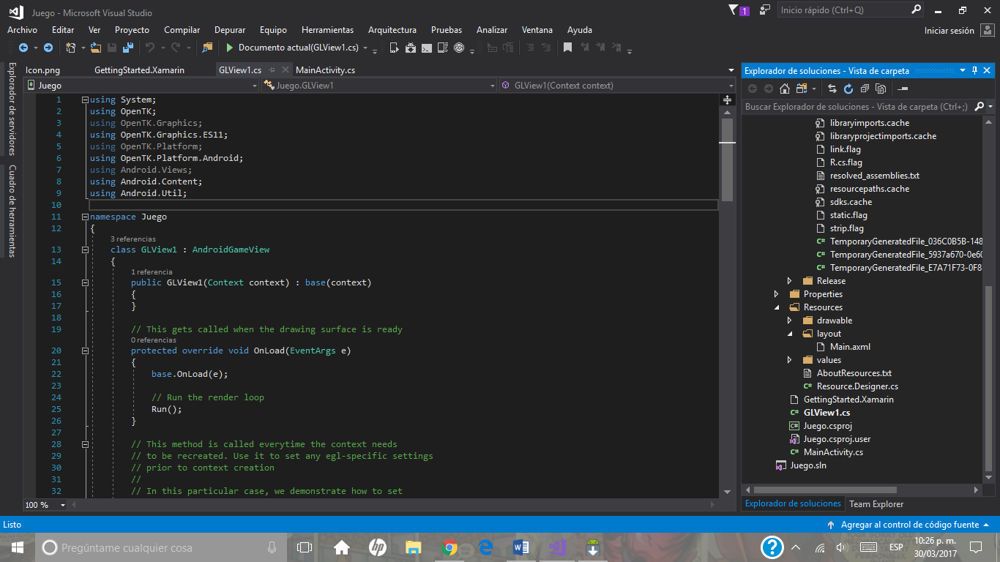 Juego - Microsoft Visual Studio
1
Inicio rápido (Ctrl+Q)
Archivo Editar Ver Proyecto Compilar Depurar Equipo Herramientas Arquitectura Pruebas Analizar Ventana Ayuda
Iniciar sesión
Documento actual(GLView1.cs)
Explorador de servidores
Cuadro de herramientas
Icon.png GettingStarted.Xamarin GLView1.cs MainActivity.cs
Juego Juego.GLView1 GLView1(Context context)
1 using System;
2 using OpenTK;
3 using OpenTK.Graphics;
4 using OpenTK.Graphics.ES11;
5 using OpenTK.Platform;
6 using OpenTK.Platform.Android;
7 using Android.Views;
8 using Android.Content;
9 using Android.Util;
10
11 namespace Juego
12 {
3 referencias
13 class GLView1 : AndroidGameView
14 {
1 referencia
15 public GLView1(Context context) : base(context)
16 {
17 }
18
19 // This gets called when the drawing surface is ready
0 referencias
20 protected override void OnLoad(EventArgs e)
21 {
22 base.OnLoad(e);
23
24 // Run the render loop
25 Run();
26 }
27
28 // This method is called everytime the context needs
29 // to be recreated. Use it to set any egl-specific settings
30 // prior to context creation
31 //
32 // In this particular case, we demonstrate how to set
100 %
Explorador de soluciones - Vista de carpeta
Buscar Explorador de soluciones - Vista de carpeta (Ctrl+;)
libraryimports.cache
libraryprojectimports.cache
link.flag
R.cs.flag
resolved_assemblies.txt
resourcepaths.cache
sdks.cache
static.flag
strip.flag
C# TemporaryGeneratedFile_036C0B5B-148
C# TemporaryGeneratedFile_5937a670-0e60
C# TemporaryGeneratedFile_E7A71F73-0F8
Release
Properties
Resources
drawable
layout
Main.axml
values
AboutResources.txt
C# Resource.Designer.cs
GettingStarted.Xamarin
C# GLView1.cs
C# Juego.csproj
Juego.csproj.user
C# MainActivity.cs
Juego.sln
Explorador de soluciones Team Explorer
Listo
Agregar al control de código fuente
Pregúntame cualquier cosa
hp
ESP
10:26 p. m.
30/03/2017